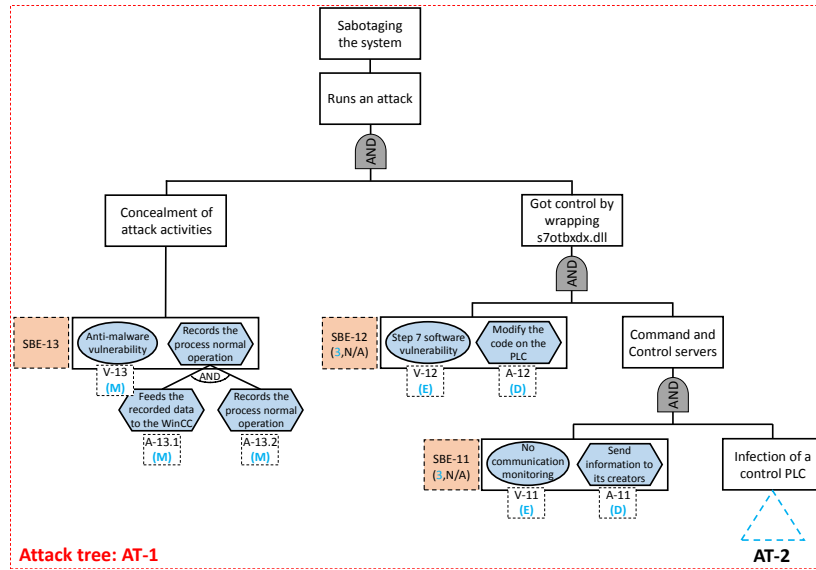 Sabotaging
the system
Runs an attack
AND
Concealment of
attack activities
Got control by
wrapping
s7otbxdx.dll
AND
SBE-13
Anti-malware
vulnerability
Records the
process normal
operation
V-13
(M)
AND
Feeds the
recorded data
to the WinCC
Records the
process normal
operation
A-13.1
(M)
A-13.2
(M)
SBE-12
(3,N/A)
Step 7 software
vulnerability
Modify the
code on the
PLC
V-12
(E)
A-12
(D)
Command and
Control servers
AND
SBE-11
(3,N/A)
No
communication
monitoring
Send
information to
its creators
V-11
(E)
A-11
(D)
Infection of a
control PLC
Attack tree: AT-1
AT-2